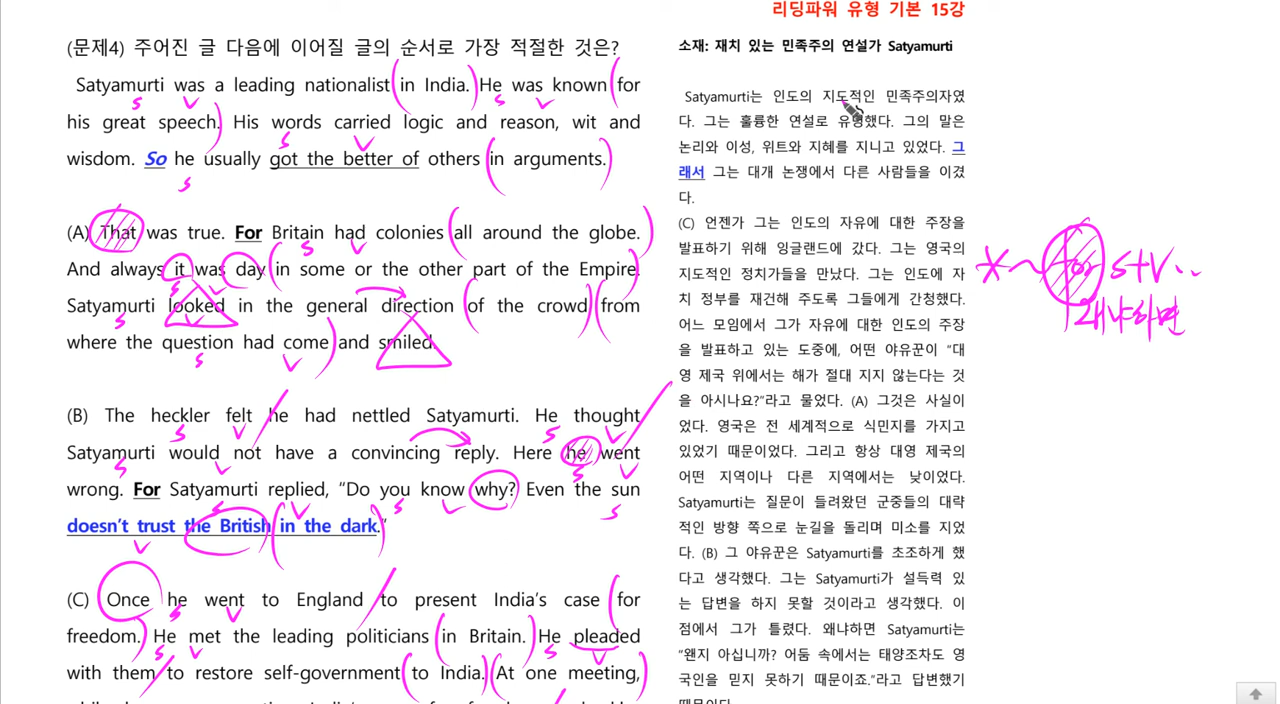 리딩파워 유형 기본 15강
(문제4) 주어진 글 다음에 이어질 글의 순서로 가장 적절한 것은?
Satyamurti was a leading nationalist in India. He was known for
his great speech. His words carried logic and reason, wit and
wisdom. So he usually got the better of others in arguments.
(A) That was true. For Britain had colonies all around the globe.
And always it was day in some or the other part of the Empire.
Satyamurti looked in the general direction of the crowd from
where the question had come and smiled.
(B) The heckler felt he had nettled Satyamurti. He thought
Satyamurti would not have a convincing reply. Here he went
wrong. For Satyamurti replied, “Do you know why? Even the sun
doesn’t trust the British in the dark.”
(C) Once he went to England to present India’s case for
freedom. He met the leading politicians in Britain. He pleaded
with them to restore self-government to India. At one meeting,
소재: 재치 있는 민족주의 연설가 Satyamurti
Satyamurti는 인도의 지도적인 민족주의자였
다. 그는 훌륭한 연설로 유명했다. 그의 말은
논리와 이성, 위트와 지혜를 지니고 있었다. 그
래서 그는 대개 논쟁에서 다른 사람들을 이겼
다.
(C) 언젠가 그는 인도의 자유에 대한 주장을
발표하기 위해 잉글랜드에 갔다. 그는 영국의
지도적인 정치가들을 만났다. 그는 인도에 자
치 정부를 재건해 주도록 그들에게 간청했다.
어느 모임에서 그가 자유에 대한 인도의 주장
을 발표하고 있는 도중에, 어떤 야유꾼이 “대
영 제국 위에서는 해가 절대 지지 않는다는 것
을 아시나요?”라고 물었다. (A) 그것은 사실이
었다. 영국은 전 세계적으로 식민지를 가지고
있었기 때문이었다. 그리고 항상 대영 제국의
어떤 지역이나 다른 지역에서는 낮이었다.
Satyamurti는 질문이 들려왔던 군중들의 대략
적인 방향 쪽으로 눈길을 돌리며 미소를 지었
다. (B) 그 야유꾼은 Satyamurti를 초조하게 했
다고 생각했다. 그는 Satyamurti가 설득력 있
는 답변을 하지 못할 것이라고 생각했다. 이
점에서 그가 틀렸다. 왜냐하면 Satyamurti는
“왠지 아십니까? 어둠 속에서는 태양조차도 영
국인을 믿지 못하기 때문이죠.”라고 답변했기
때문이다.
* ~ for S+V..
왜냐하면